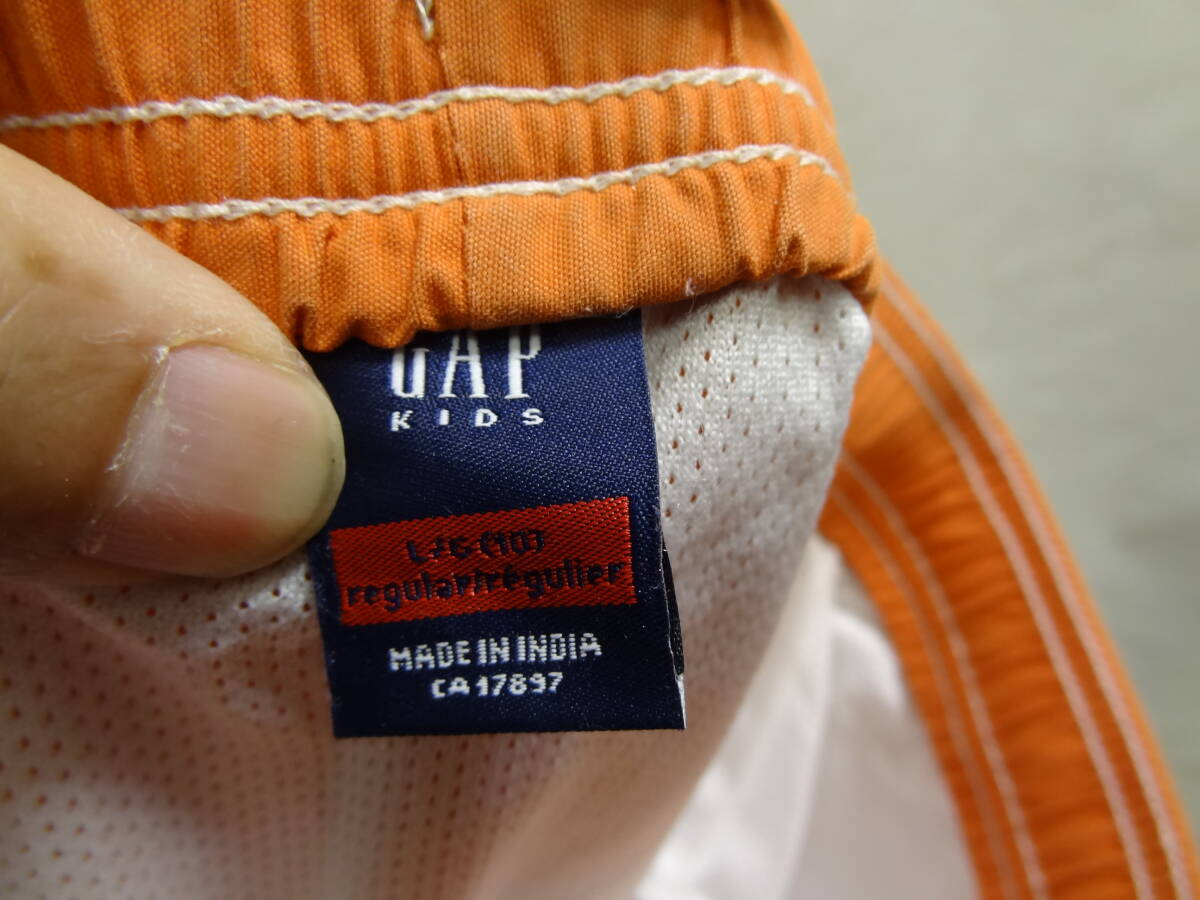 GAP
KIDS
L/G (10)
regular/régulier
MADE IN INDIA
CA 17897